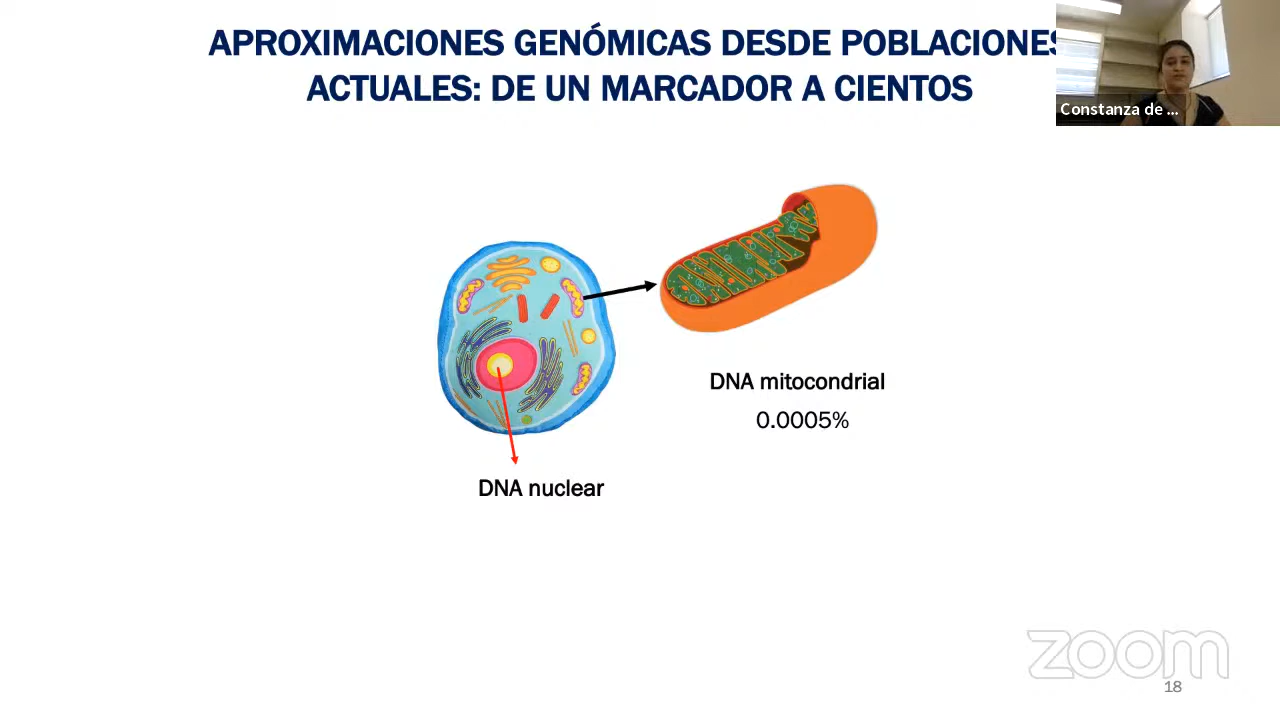 APROXIMACIONES GENÓMICAS DESDE POBLACIONES
ACTUALES: DE UN MARCADOR A CIENTOS
Constanza de ...
DNA mitocondrial
0.0005%
DNA nuclear
zoom
18